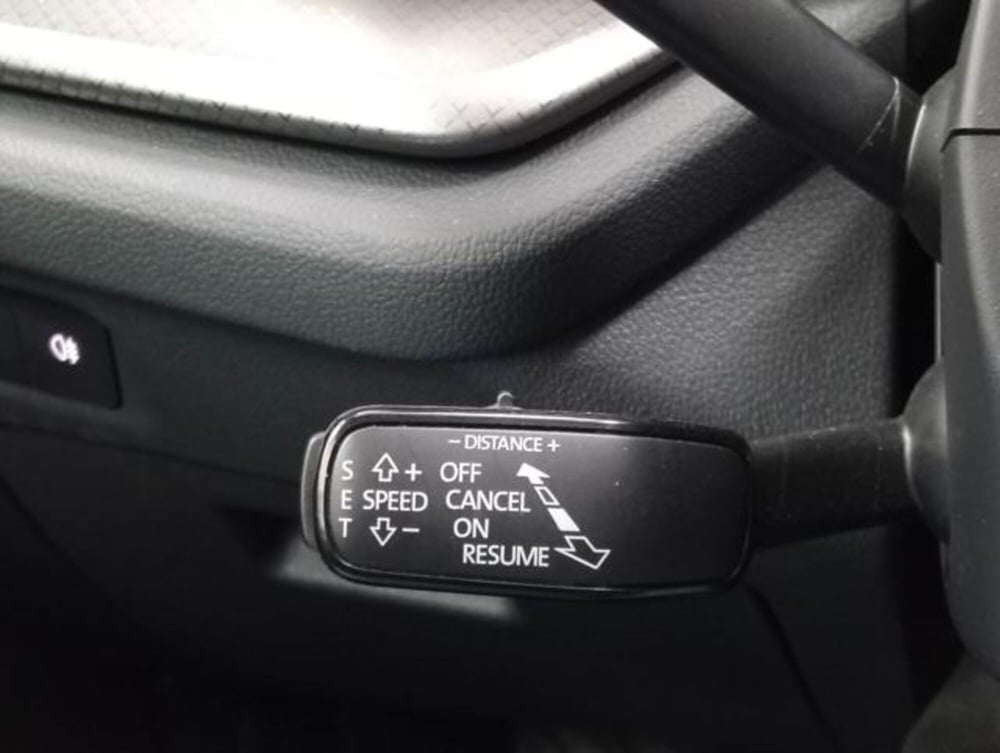 – DISTANCE +
S + OFF
E SPEED CANCEL
T – ON
RESUME